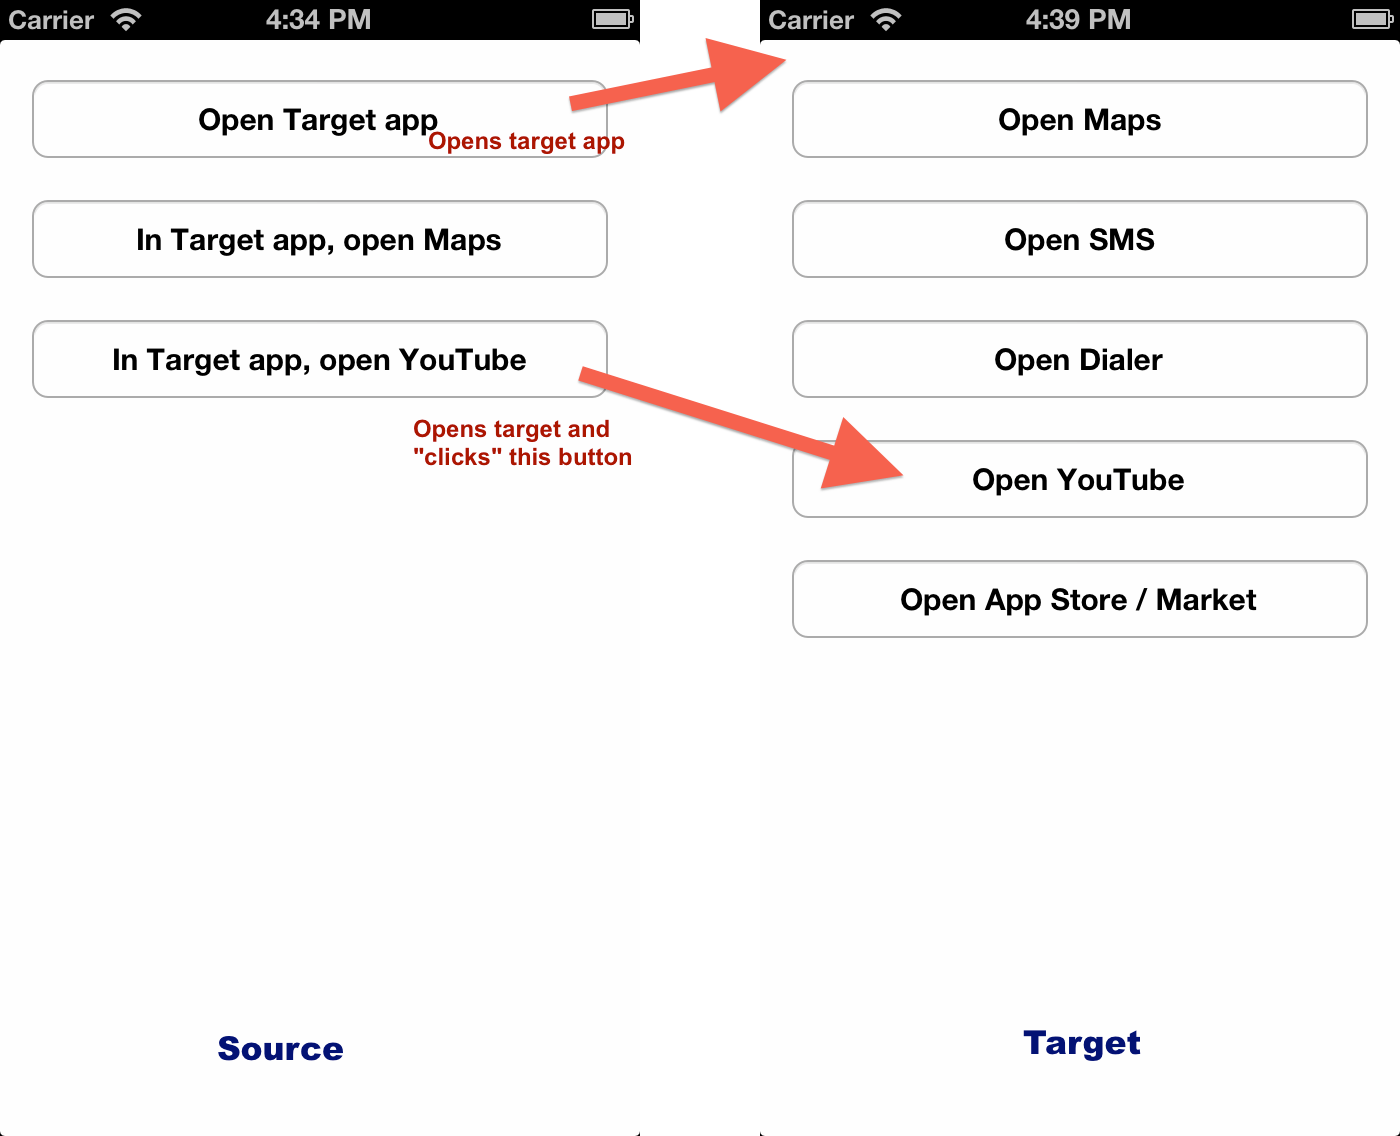 Carrier 4:34 PM
Open Target app
Opens target app
In Target app, open Maps
In Target app, open YouTube
Opens target and
"clicks" this button
Source
Carrier 4:39 PM
Open Maps
Open SMS
Open Dialer
Open YouTube
Open App Store / Market
Target